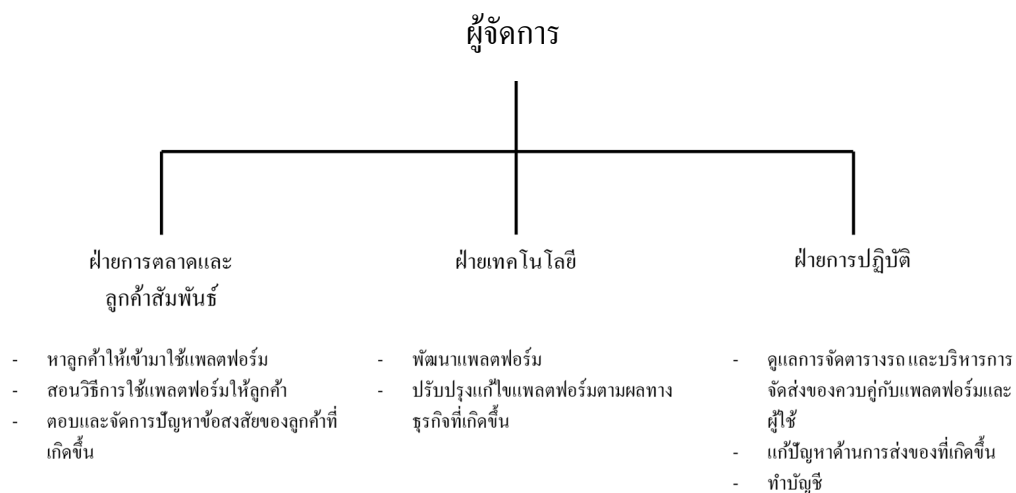 ผู้จัดการ
ฝ่ายการตลาดและ
ลูกค้าสัมพันธ์
- หาลูกค้าให้เข้ามาใช้แพลตฟอร์ม
- สอนวิธีการใช้แพลตฟอร์มให้ลูกค้า
- ตอบและจัดการปัญหาข้อสงสัยของลูกค้าที่
เกิดขึ้น
ฝ่ายเทคโนโลยี
- พัฒนาแพลตฟอร์ม
- ปรับปรุงแก้ไขแพลตฟอร์มตามผลทาง
ธุรกิจที่เกิดขึ้น
ฝ่ายการปฏิบัติ
- ดูแลการจัดตารางรถ และบริหารการ
จัดส่งของควบคู่กับแพลตฟอร์มและ
ผู้ใช้
- แก้ปัญหาด้านการส่งของที่เกิดขึ้น
- ทำบัญชี